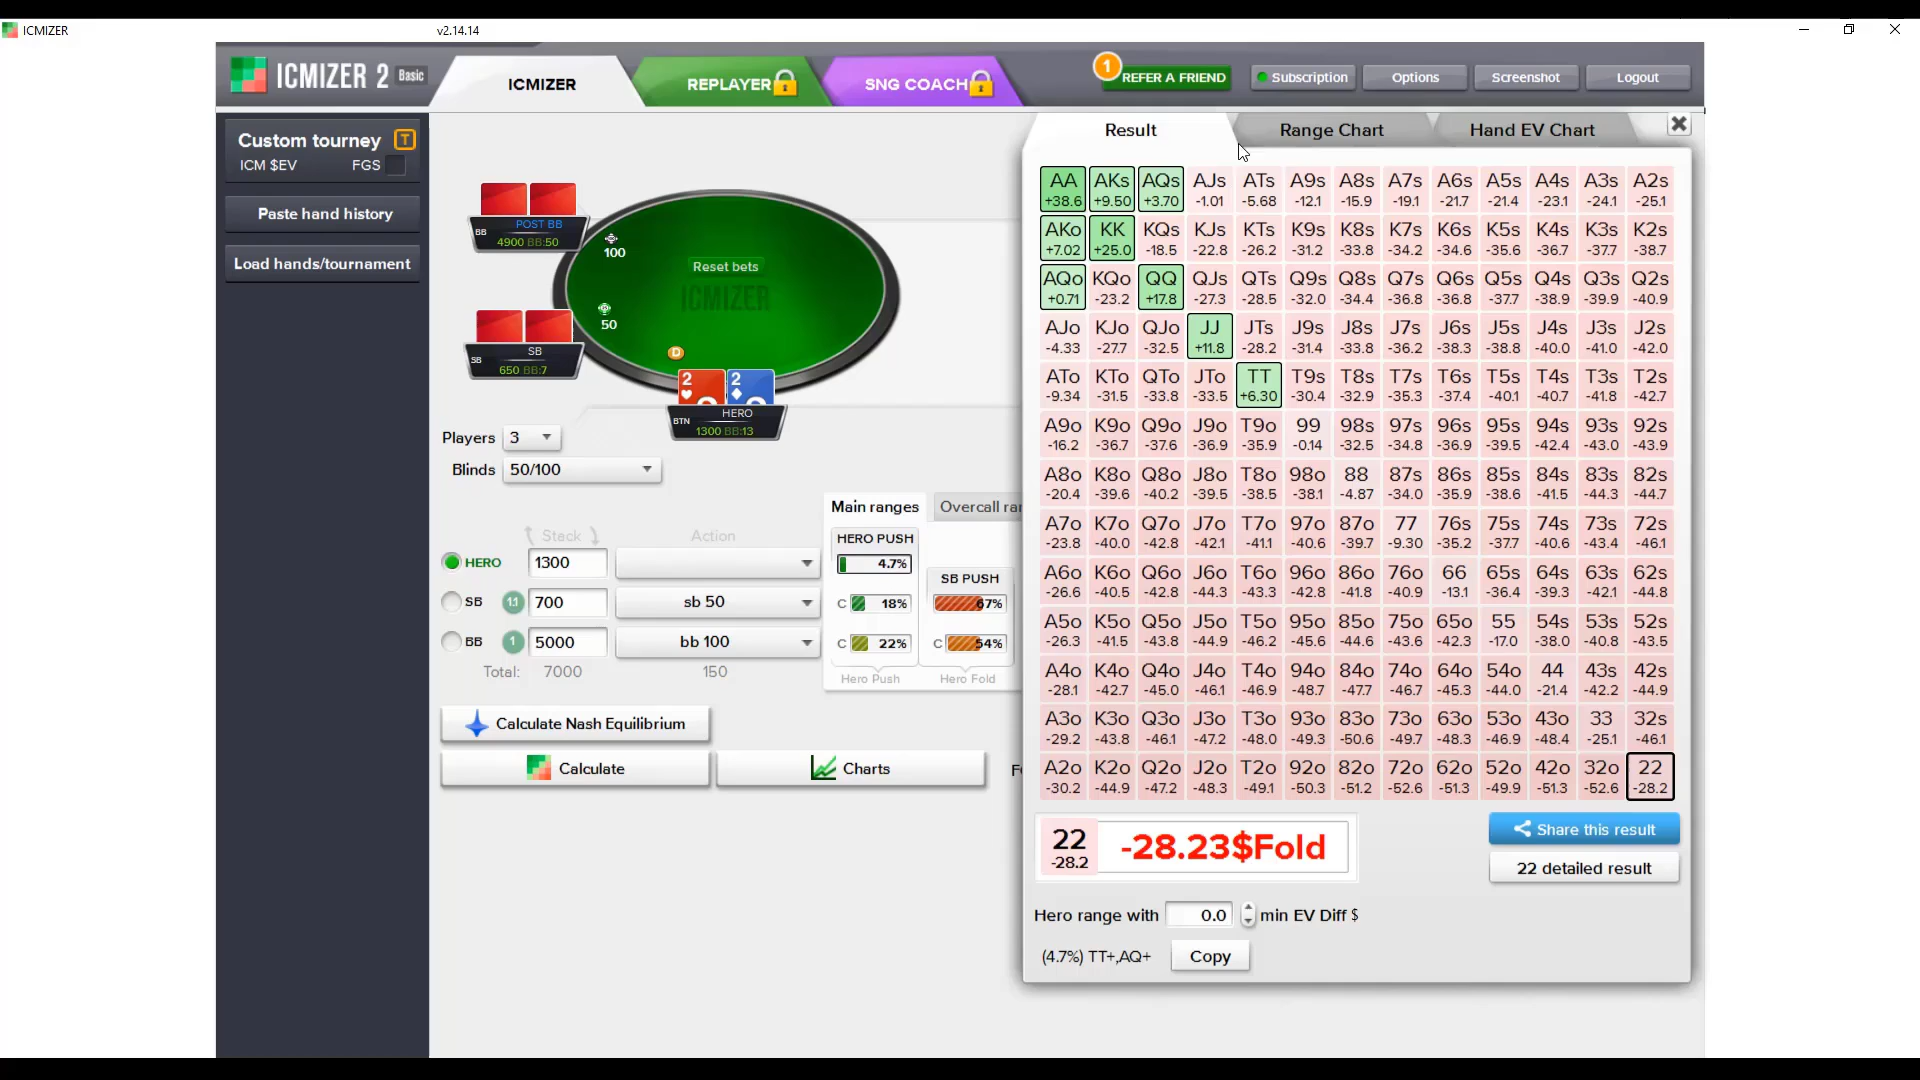 ICMIZER v2.14.14
ICMIZER 2 Basic
ICMIZER
REPLAYER
SNG COACH
1
REFER A FRIEND
Subscription
Options
Screenshot
Logout
Custom tourney T
ICM $EV FGS
Paste hand history
Load hands/tournament
POST BB
BB
4900 BB:50
100
Reset bets
ICMIZER
50
SB
SB
650 BB:7
D
2 2
HERO
BTN
1300 BB:13
Players 3
Blinds 50/100
Stack Action
HERO 1300
SB 11 700 sb 50
BB 1 5000 bb 100
Total: 7000 150
Main ranges
Overcall ran
HERO PUSH
4.7%
SB PUSH
C 18% 67%
C 22% C 54%
Hero Push Hero Fold
Calculate Nash Equilibrium
Calculate
Charts
Result
Range Chart
Hand EV Chart
AA AKs AQs AJs ATs A9s A8s A7s A6s A5s A4s A3s A2s
+38.6 +9.50 +3.70 -1.01 -5.68 -12.1 -15.9 -19.1 -21.7 -21.4 -23.1 -24.1 -25.1
AKo KK KQs KJs KTs K9s K8s K7s K6s K5s K4s K3s K2s
+7.02 +25.0 -18.5 -22.8 -26.2 -31.2 -33.8 -34.2 -34.6 -35.6 -36.7 -37.7 -38.7
AQo KQo QQ QJs QTs Q9s Q8s Q7s Q6s Q5s Q4s Q3s Q2s
+0.71 -23.2 +17.8 -27.3 -28.5 -32.0 -34.4 -36.8 -36.8 -37.7 -38.9 -39.9 -40.9
AJo KJo QJo JJ JTs J9s J8s J7s J6s J5s J4s J3s J2s
-4.33 -27.7 -32.5 +11.8 -28.2 -31.4 -33.8 -36.2 -38.3 -38.8 -40.0 -41.0 -42.0
ATo KTo QTo JTo TT T9s T8s T7s T6s T5s T4s T3s T2s
-9.34 -31.5 -33.8 -33.5 +6.30 -30.4 -32.9 -35.3 -37.4 -40.1 -40.7 -41.8 -42.7
A9o K9o Q9o J9o T9o 99 98s 97s 96s 95s 94s 93s 92s
-16.2 -36.7 -37.6 -36.9 -35.9 -0.14 -32.5 -34.8 -36.9 -39.5 -42.4 -43.0 -43.9
A8o K8o Q8o J8o T8o 98o 88 87s 86s 85s 84s 83s 82s
-20.4 -39.6 -40.2 -39.5 -38.5 -38.1 -4.87 -34.0 -35.9 -38.6 -41.5 -44.3 -44.7
A7o K7o Q7o J7o T7o 97o 87o 77 76s 75s 74s 73s 72s
-23.8 -40.0 -42.8 -42.1 -41.1 -40.6 -39.7 -9.30 -35.2 -37.7 -40.6 -43.4 -46.1
A6o K6o Q6o J6o T6o 96o 86o 76o 66 65s 64s 63s 62s
-26.6 -40.5 -42.8 -44.3 -43.3 -42.8 -41.8 -40.9 -13.1 -36.4 -39.3 -42.1 -44.8
A5o K5o Q5o J5o T5o 95o 85o 75o 65o 55 54s 53s 52s
-26.3 -41.5 -43.8 -44.9 -46.2 -45.6 -44.6 -43.6 -42.3 -17.0 -38.0 -40.8 -43.5
A4o K4o Q4o J4o T4o 94o 84o 74o 64o 54o 44 43s 42s
-28.1 -42.7 -45.0 -46.1 -46.9 -48.7 -47.7 -46.7 -45.3 -44.0 -21.4 -42.2 -44.9
A3o K3o Q3o J3o T3o 93o 83o 73o 63o 53o 43o 33 32s
-29.2 -43.8 -46.1 -47.2 -48.0 -49.3 -50.6 -49.7 -48.3 -46.9 -48.4 -25.1 -46.1
A2o K2o Q2o J2o T2o 92o 82o 72o 62o 52o 42o 32o 22
-30.2 -44.9 -47.2 -48.3 -49.1 -50.3 -51.2 -52.6 -51.3 -49.9 -51.3 -52.6 -28.2
22
-28.2
-28.23$Fold
Share this result
22 detailed result
Hero range with 0.0 min EV Diff $
(4.7%) TT+,AQ+ Copy